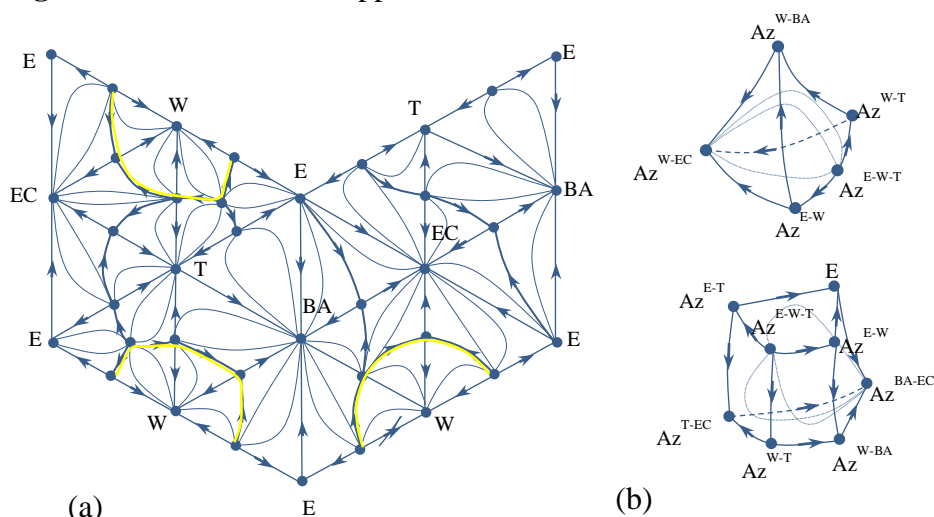 E
E
W
T
EC
E
BA
EC
T
BA
E
E
W
W
E
(a)
Az W-BA
Az W-T
Az W-EC
Az E-W-T
Az E-W
E
Az E-T
Az E-W-T
Az E-W
Az BA-EC
Az T-EC
Az W-T
Az W-BA
(b)